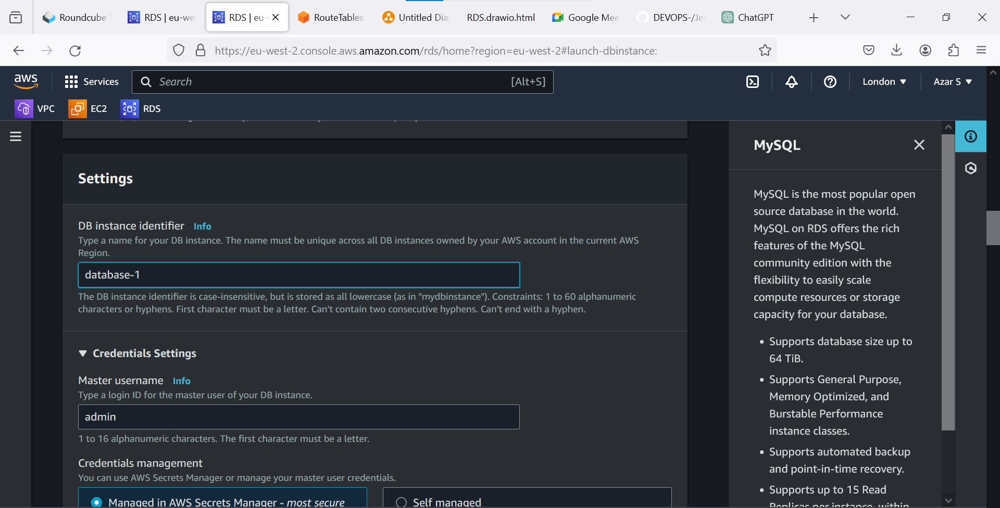 Roundcube
RDS | eu-wes
RDS | eu-
RouteTables
Untitled Dia
RDS.drawio.html
Google Mee
DEVOPS-/Je
ChatGPT
https://eu-west-2.console.aws.amazon.com/rds/home?region=eu-west-2#launch-dbinstance:
aws
Services
Search
[Alt+S]
London
Azar S
VPC
EC2
RDS
Settings
DB instance identifier Info
Type a name for your DB instance. The name must be unique across all DB instances owned by your AWS account in the current AWS
Region.
database-1
The DB instance identifier is case-insensitive, but is stored as all lowercase (as in "mydbinstance"). Constraints: 1 to 60 alphanumeric
characters or hyphens. First character must be a letter. Can't contain two consecutive hyphens. Can't end with a hyphen.
Credentials Settings
Master username Info
Type a login ID for the master user of your DB instance.
admin
1 to 16 alphanumeric characters. The first character must be a letter.
Credentials management
You can use AWS Secrets Manager or manage your master user credentials.
Managed in AWS Secrets Manager - most secure
Self managed
MySQL
MySQL is the most popular open
source database in the world.
MySQL on RDS offers the rich
features of the MySQL
community edition with the
flexibility to easily scale
compute resources or storage
capacity for your database.
• Supports database size up to
64 TiB.
• Supports General Purpose,
Memory Optimized, and
Burstable Performance
instance classes.
• Supports automated backup
and point-in-time recovery.
• Supports up to 15 Read
Replicas per instance, within